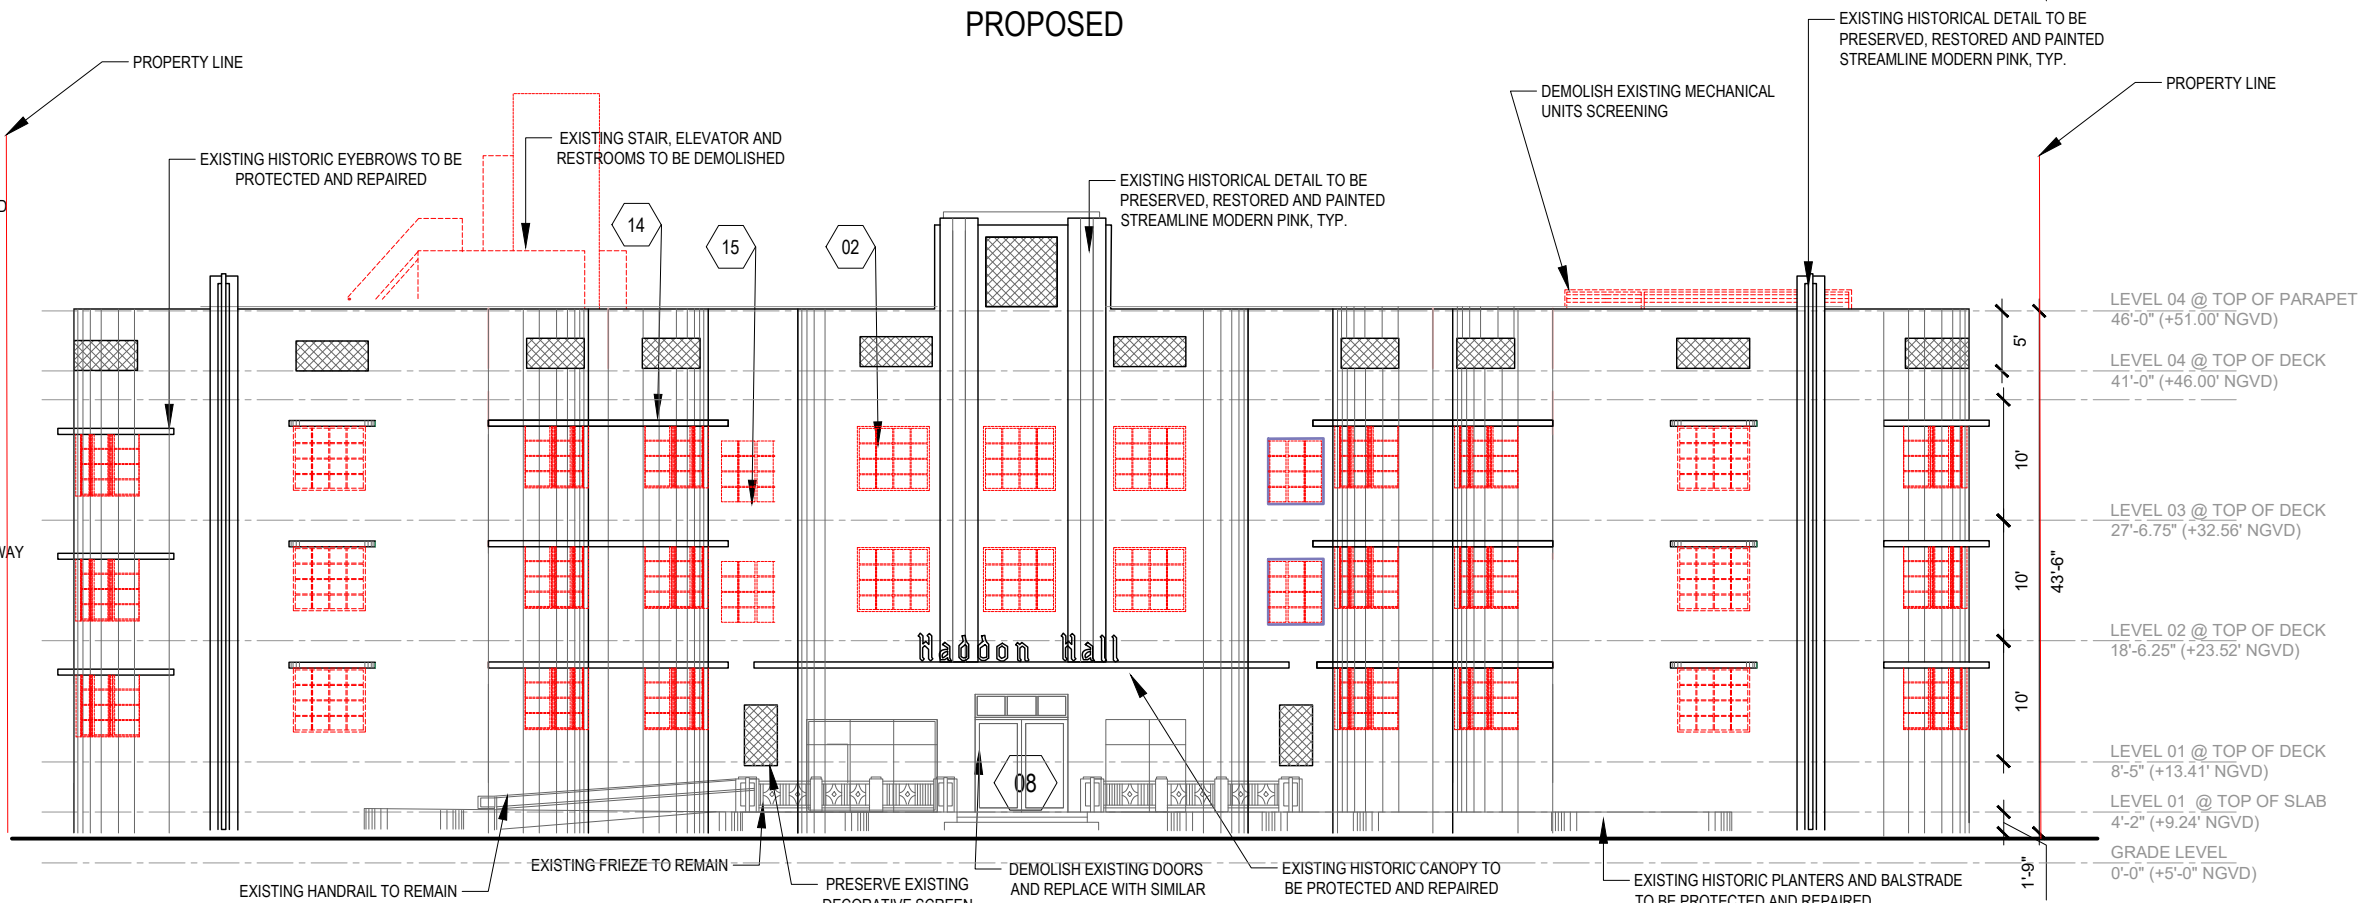 PROPOSED
EXISTING HISTORICAL DETAIL TO BE
PRESERVED, RESTORED AND PAINTED
STREAMLINE MODERN PINK, TYP.
PROPERTY LINE
DEMOLISH EXISTING MECHANICAL
UNITS SCREENING
PROPERTY LINE
EXISTING STAIR, ELEVATOR AND
RESTROOMS TO BE DEMOLISHED
EXISTING HISTORIC EYEBROWS TO BE
PROTECTED AND REPAIRED
EXISTING HISTORICAL DETAIL TO BE
PRESERVED, RESTORED AND PAINTED
STREAMLINE MODERN PINK, TYP.
14
15
02
LEVEL 04 @ TOP OF PARAPET
46'-0" (+51.00' NGVD)
5'
LEVEL 04 @ TOP OF DECK
41'-0" (+46.00' NGVD)
10'
LEVEL 03 @ TOP OF DECK
27'-6.75" (+32.56' NGVD)
WAY
10'
43'-6"
LEVEL 02 @ TOP OF DECK
18'-6.25" (+23.52' NGVD)
Haddon Hall
10'
LEVEL 01 @ TOP OF DECK
8'-5" (+13.41' NGVD)
08
LEVEL 01 @ TOP OF SLAB
4'-2" (+9.24' NGVD)
GRADE LEVEL
0'-0" (+5'-0" NGVD)
1'-9"
EXISTING FRIEZE TO REMAIN
EXISTING HANDRAIL TO REMAIN
PRESERVE EXISTING
DECORATIVE SCREEN
DEMOLISH EXISTING DOORS
AND REPLACE WITH SIMILAR
EXISTING HISTORIC CANOPY TO
BE PROTECTED AND REPAIRED
EXISTING HISTORIC PLANTERS AND BALSTRADE
TO BE PROTECTED AND REPAIRED